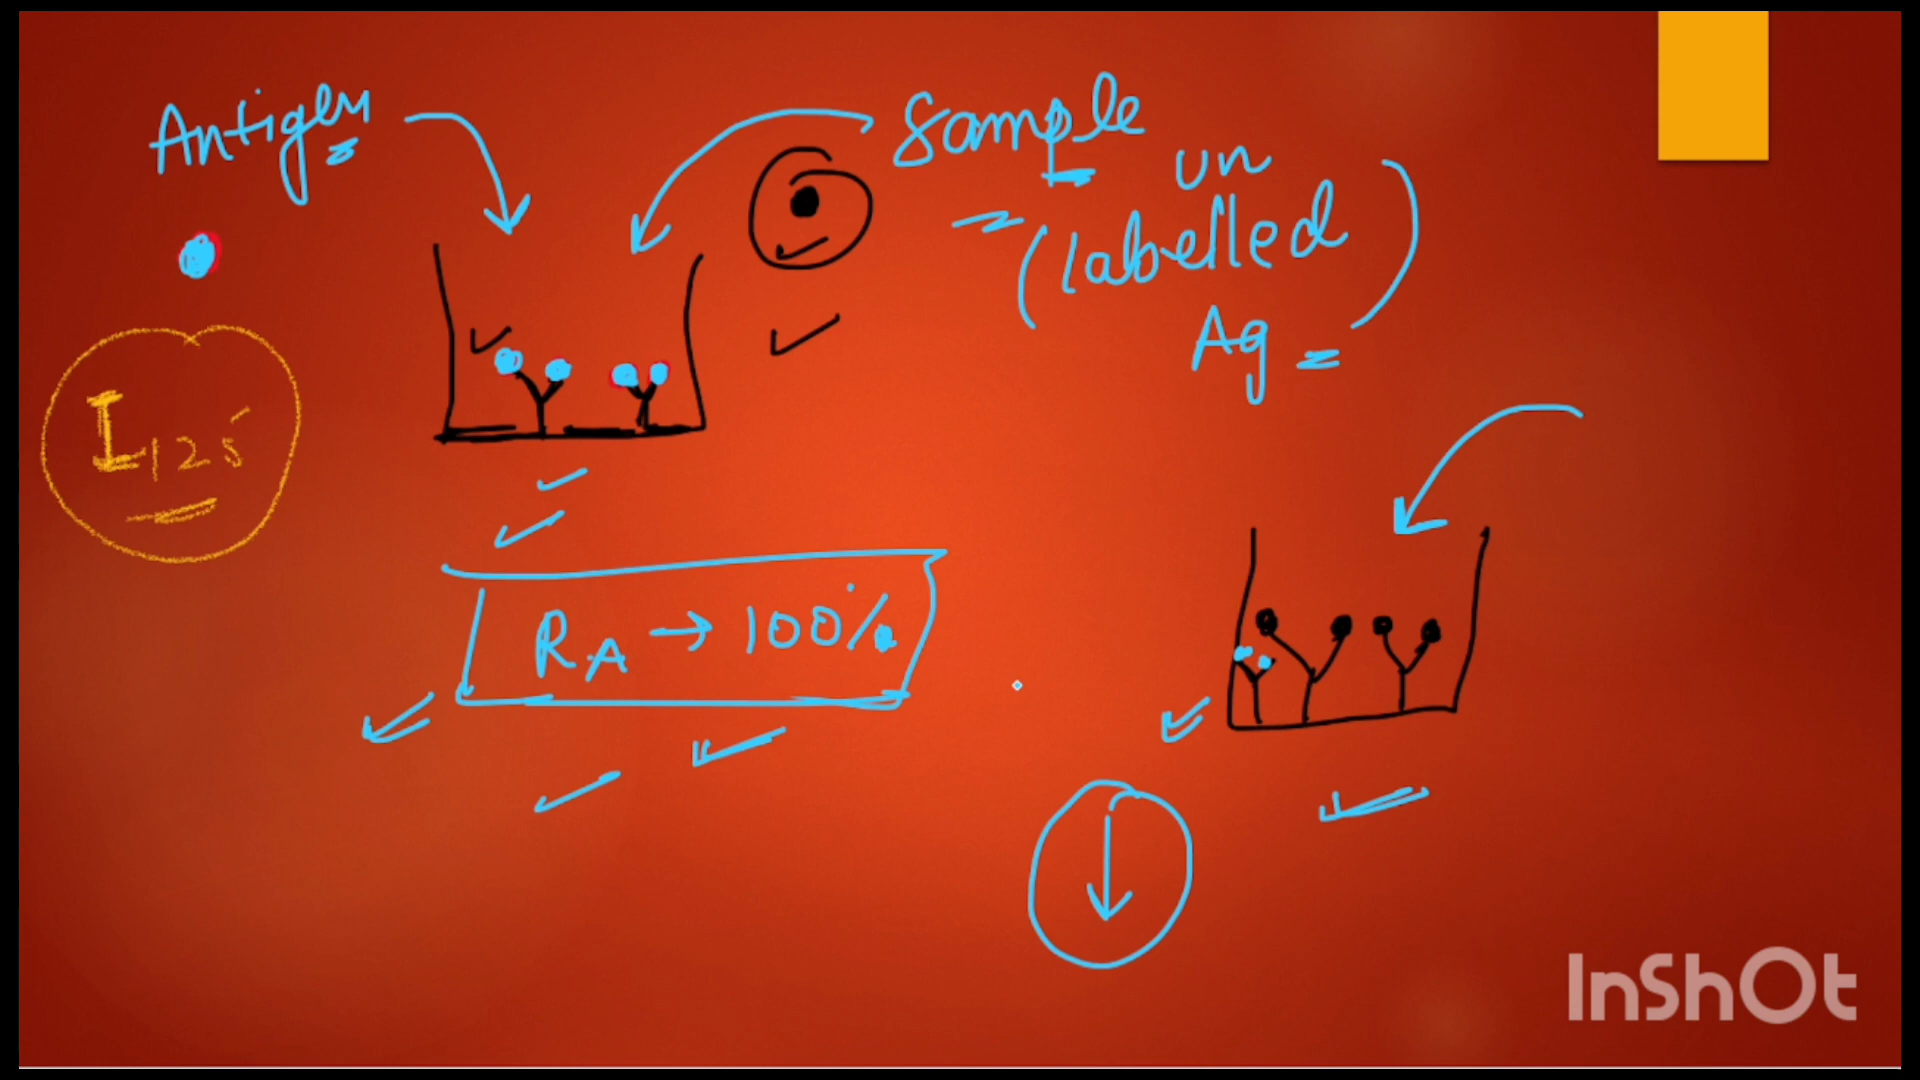 Antigen
Sample
un
(labelled
Ag)
I125
RA → 100%
InShOt